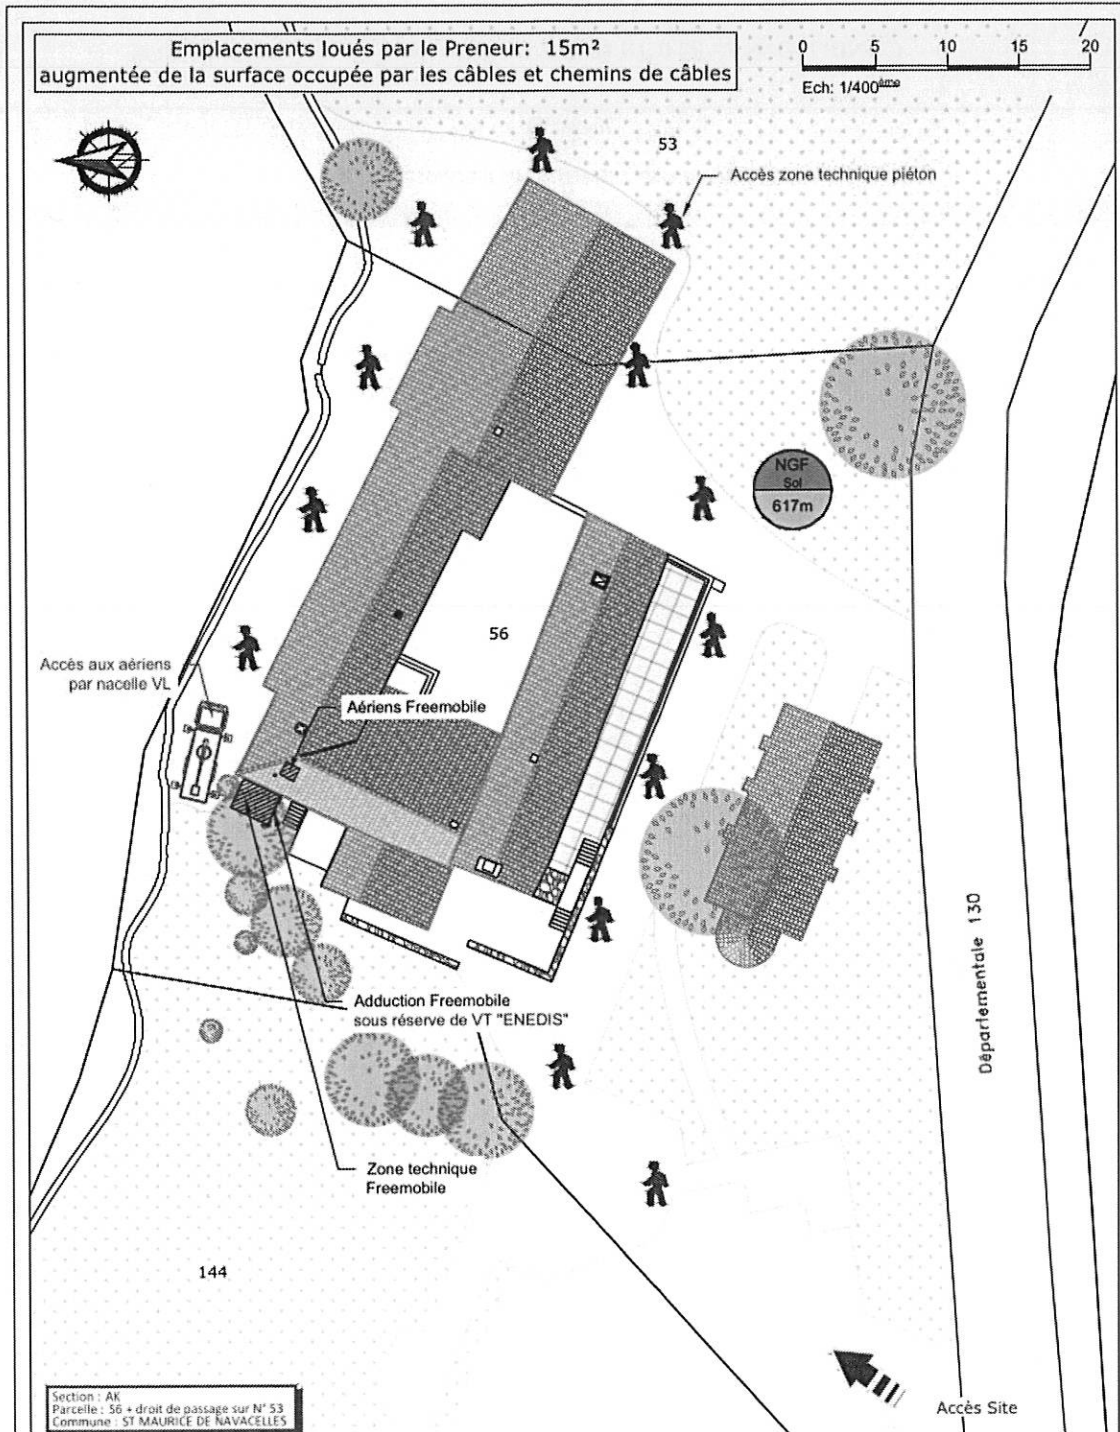 Emplacements loués par le Preneur: 15m²
augmentée de la surface occupée par les câbles et chemins de câbles
0 5 10 15 20
Ech: 1/400ème
53
Accès zone technique piéton
NGF
Sol
617m
56
Accès aux aériens
par nacelle VL
Aériens Freemobile
Adduction Freemobile
sous réserve de VT "ENEDIS"
Départementale 130
Zone technique
Freemobile
144
Section : AK
Parcelle : 56 + droit de passage sur N° 53
Commune : ST MAURICE DE NAVACELLES
Accès Site